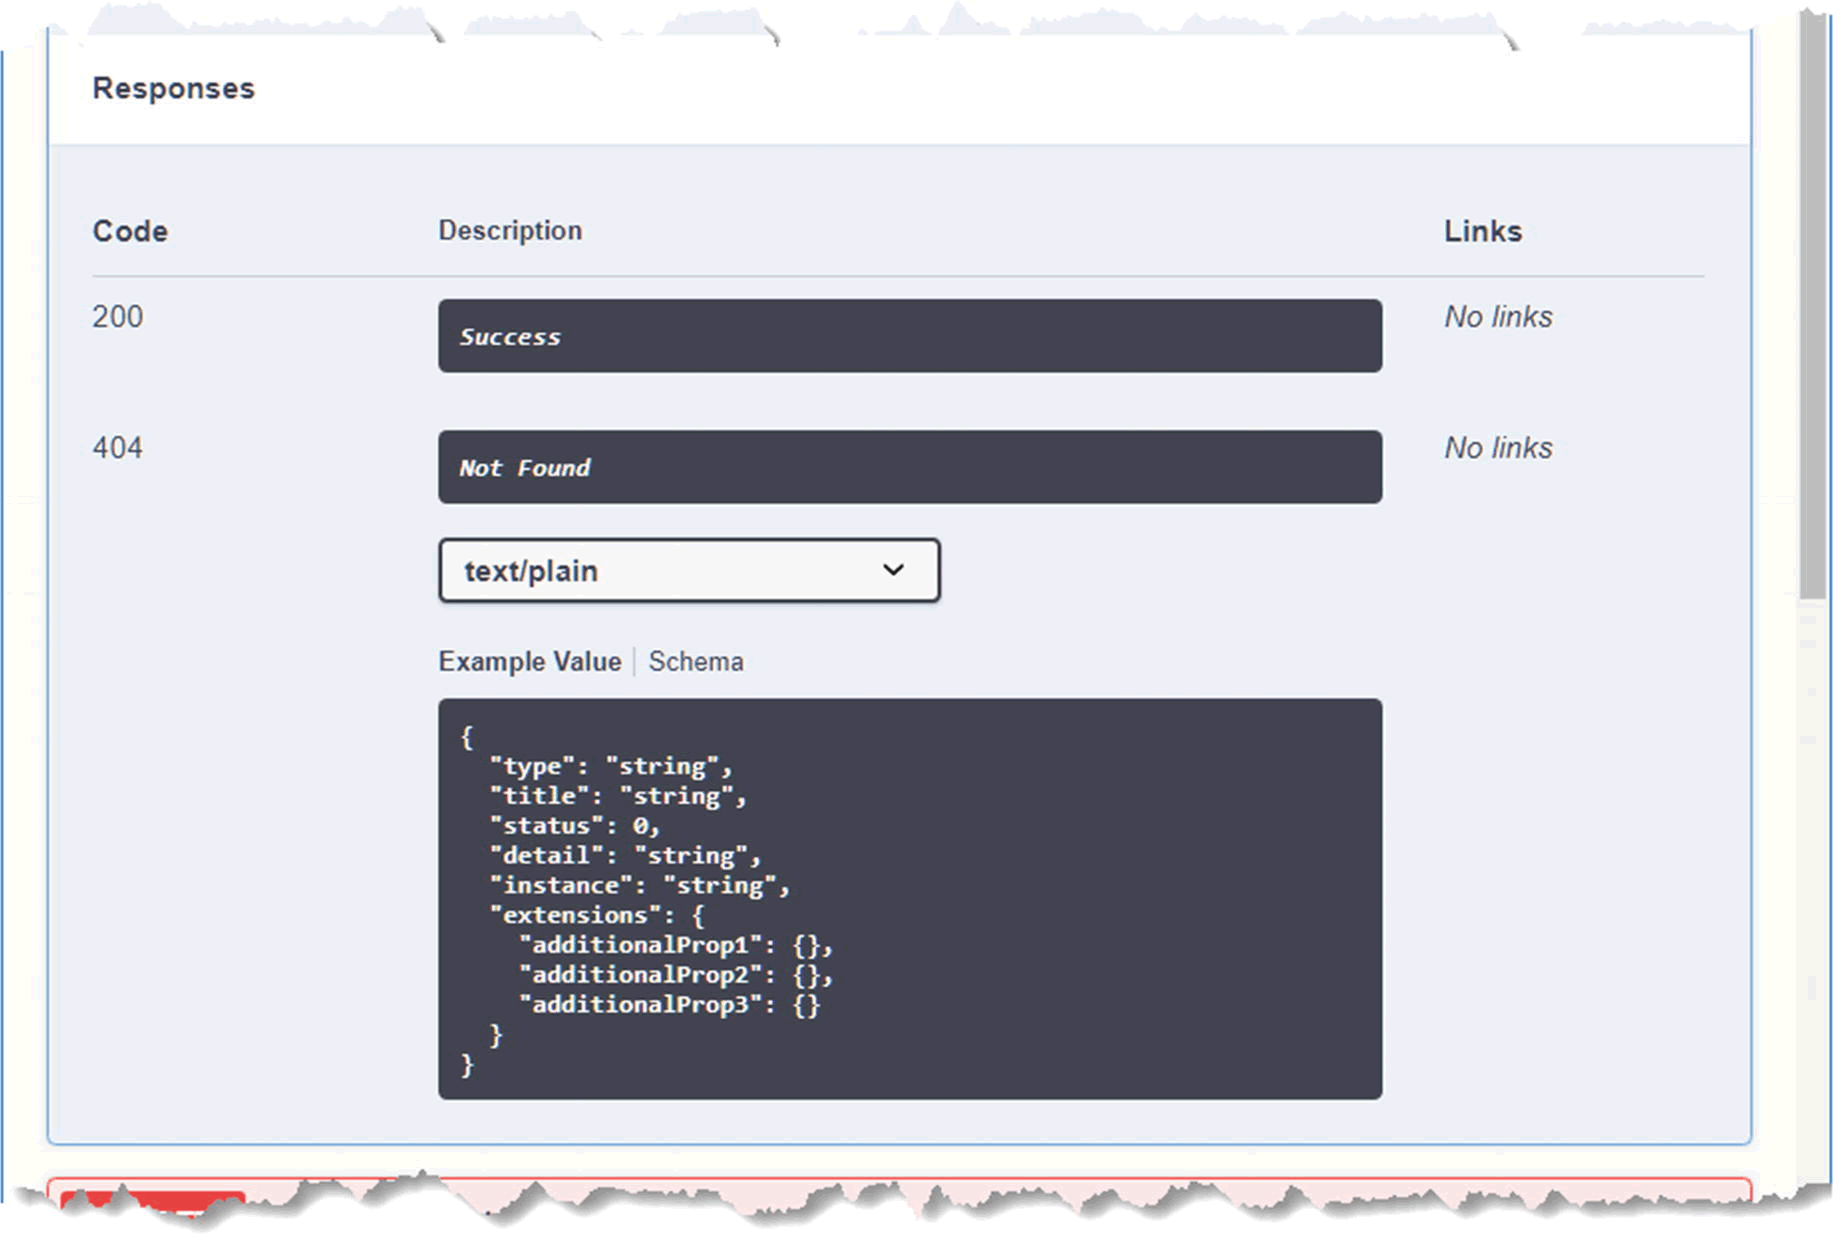 Responses
Code Description Links
200 Success No links
404 Not Found No links
text/plain
Example Value | Schema
{
  "type": "string",
  "title": "string",
  "status": 0,
  "detail": "string",
  "instance": "string",
  "extensions": {
    "additionalProp1": {},
    "additionalProp2": {},
    "additionalProp3": {}
  }
}